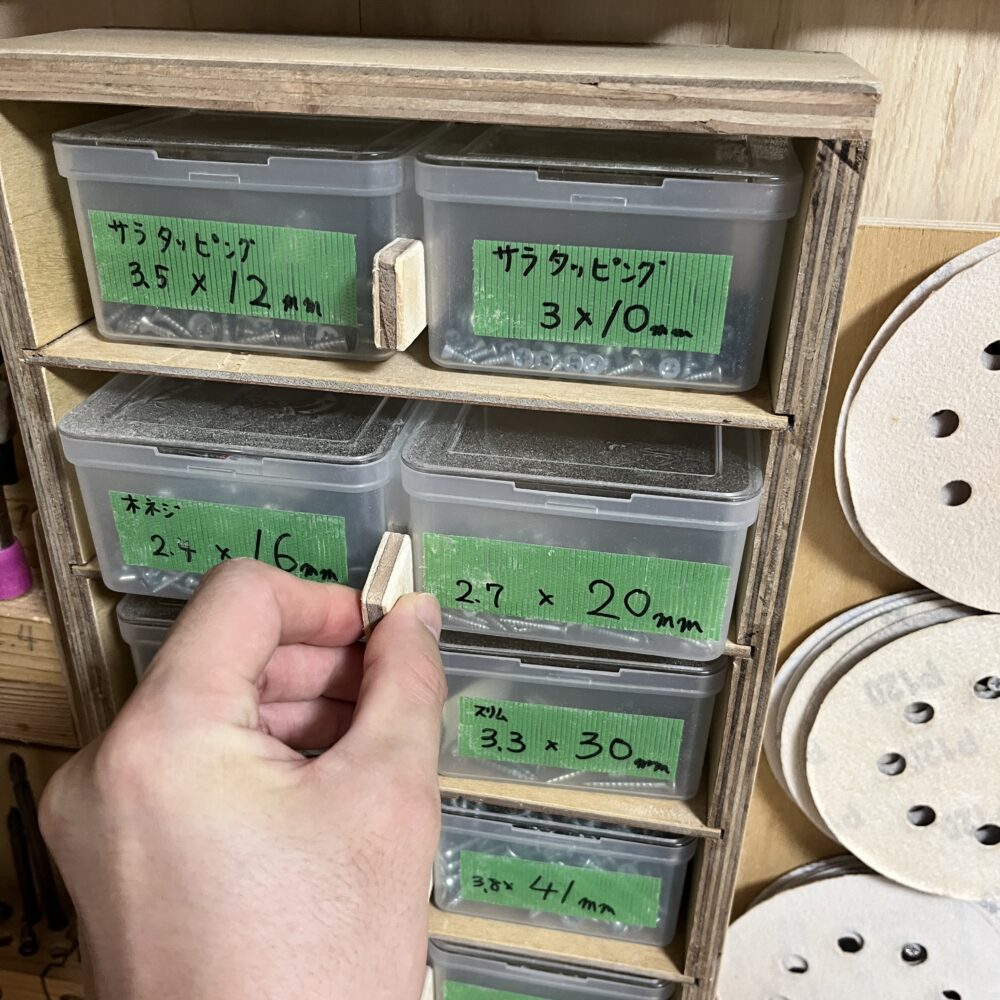 サラタッピング
3.5 × 12mm
サラタッピング
3×10mm
木ネジ
2.4 × 16mm
2.7 × 20mm
スリム
3.3 × 30mm
3.8× 41mm
4
P120
P120